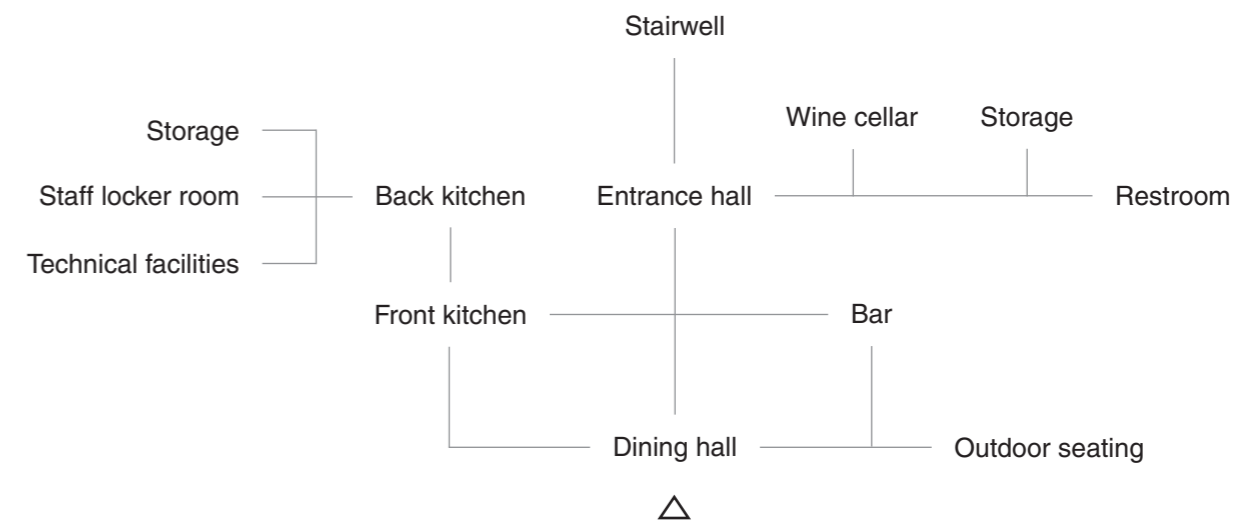 Stairwell
Wine cellar
Storage
Storage
Staff locker room
Back kitchen
Entrance hall
Restroom
Technical facilities
Front kitchen
Bar
Dining hall
Outdoor seating